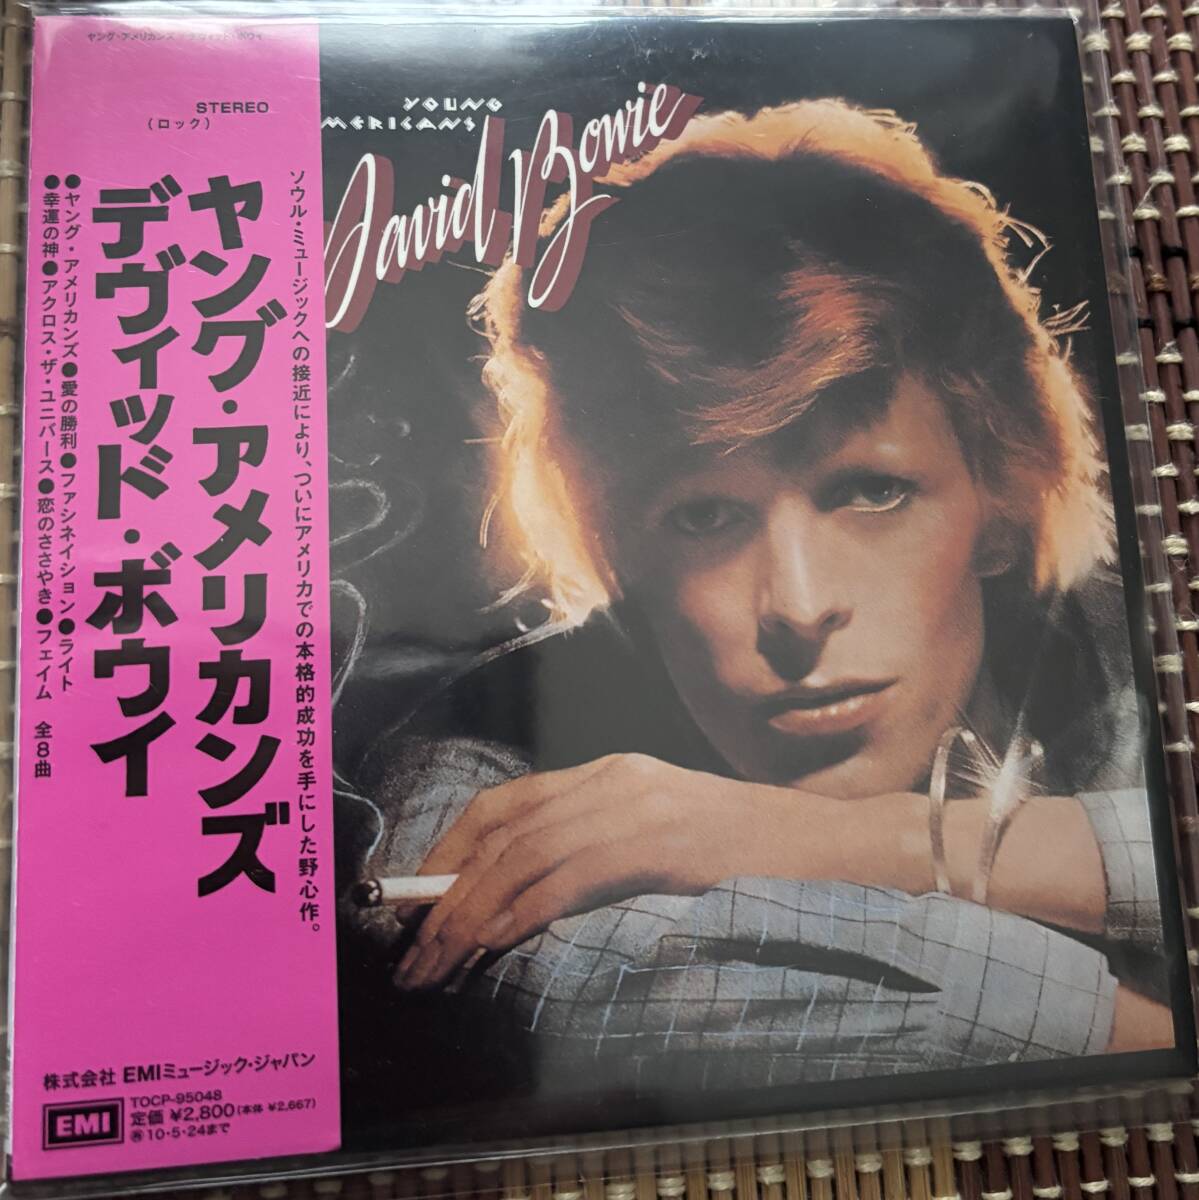 ヤング・アメリカンズ デヴィッド・ボウイ
STEREO
(ロック)
ソウル・ミュージックへの接近により、ついにアメリカでの本格的成功を手にした野心作。
ヤング・アメリカンズ
デヴィッド・ボウイ
●ヤング・アメリカンズ●愛の勝利●ファシネイション●ライト
●幸運の神●アクロス・ザ・ユニバース●恋のささやき●フェイム 全8曲
株式会社 EMIミュージック・ジャパン
EMI
TOCP-95048
定価 ¥2,800(本体 ¥2,667)
㊞10・5・24まで
YOUNG
MERICANS
David Bowie